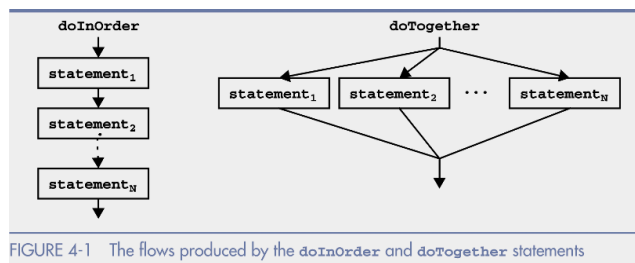 doInOrder
statement1
statement2
statementN
doTogether
statement1 statement2 ... statementN
FIGURE 4-1 The flows produced by the doInOrder and doTogether statements